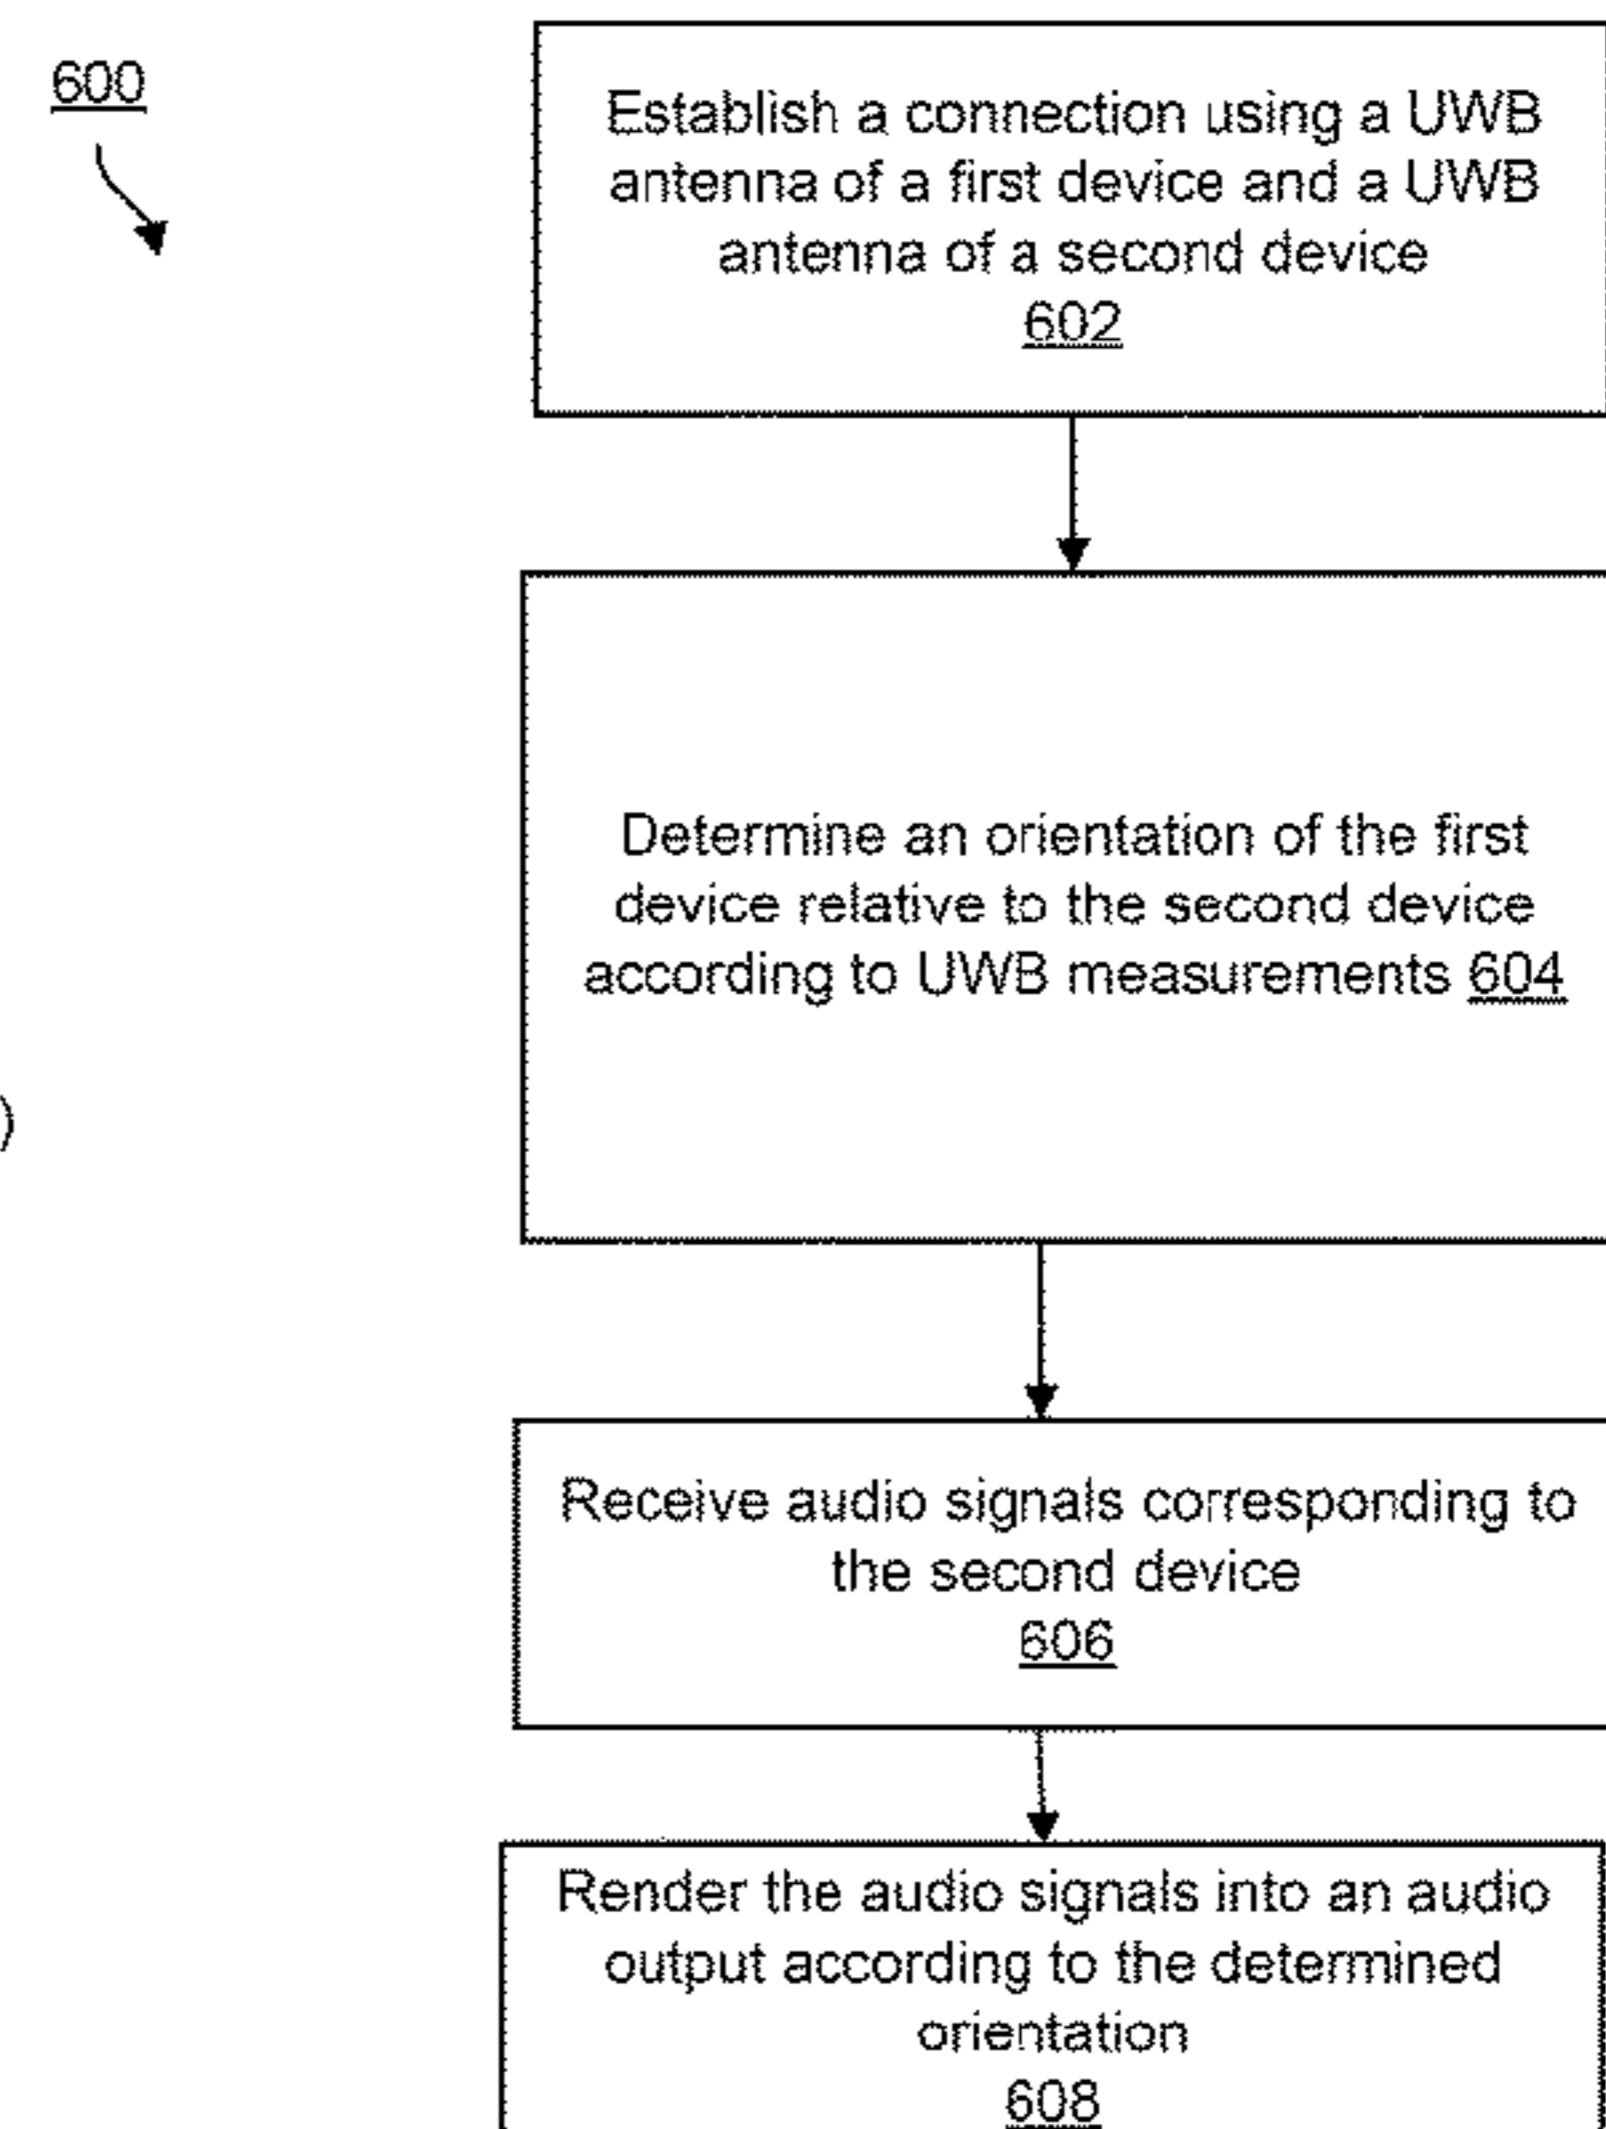 600
Establish a connection using a UWB
antenna of a first device and a UWB
antenna of a second device
602
Determine an orientation of the first
device relative to the second device
according to UWB measurements 604
)
Receive audio signals corresponding to
the second device
606
Render the audio signals into an audio
output according to the determined
orientation
608